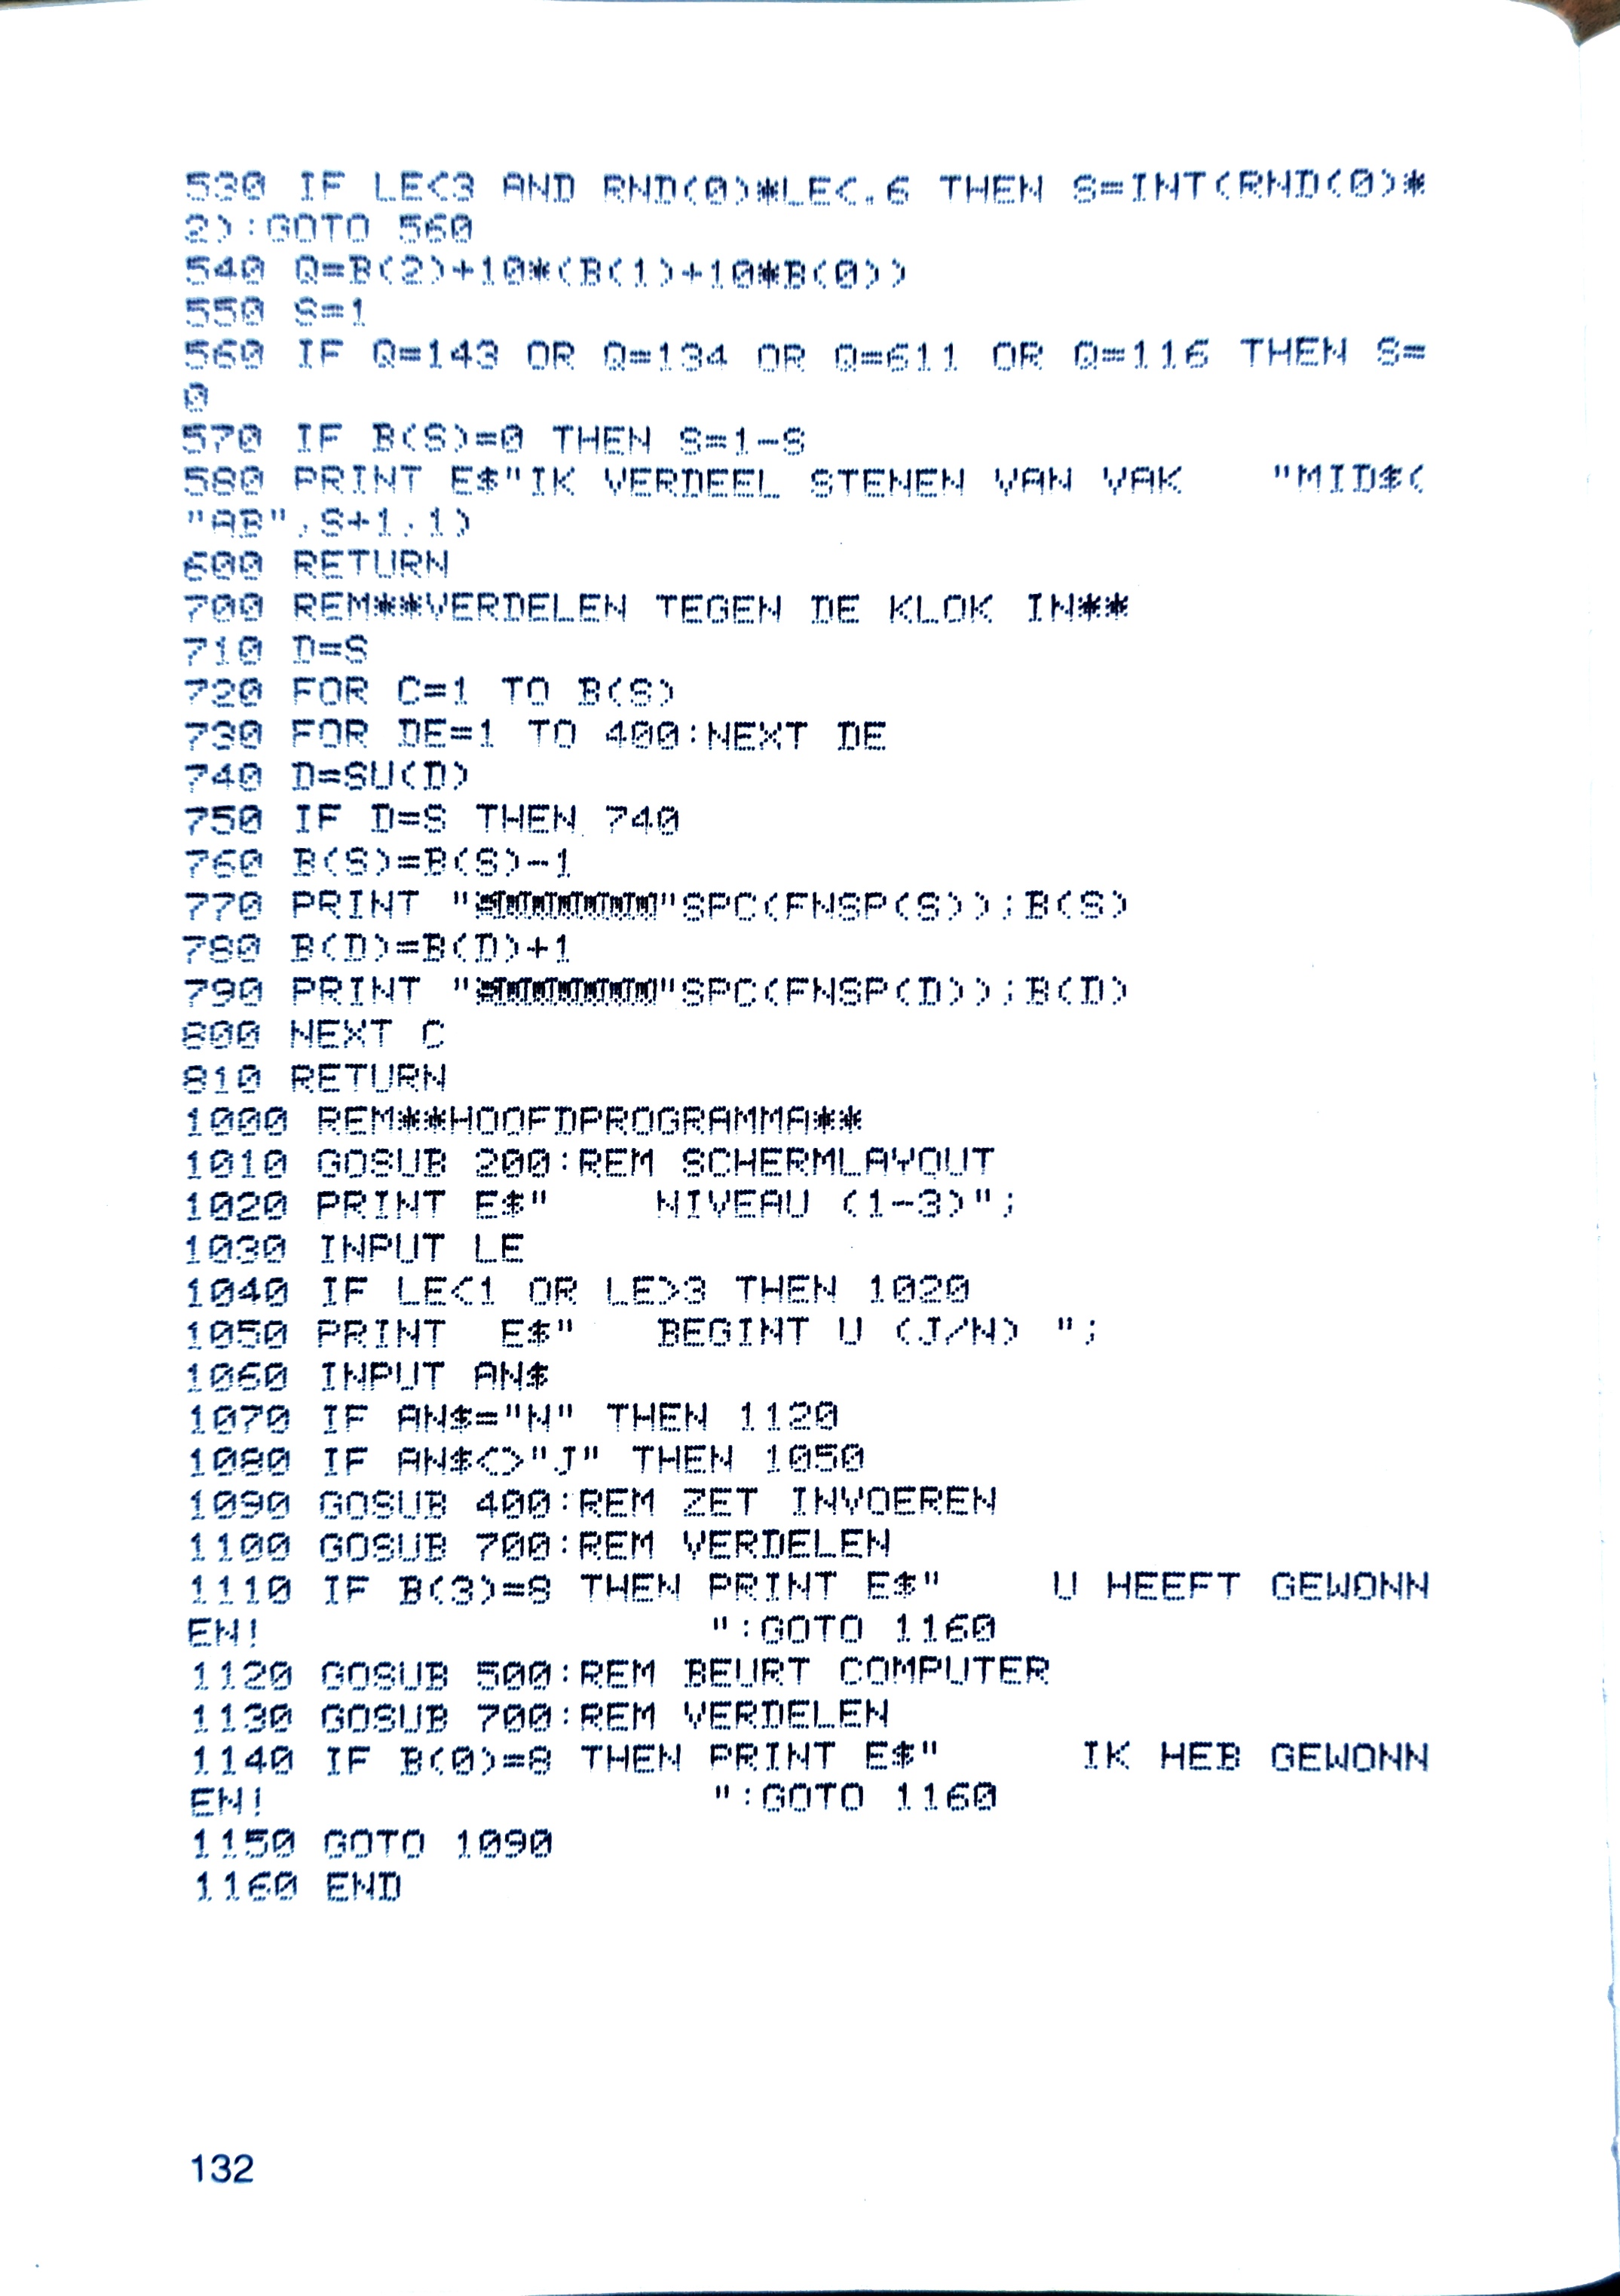 530 IF LE<3 AND RND(0)*LE<.6 THEN S=INT(RND(0)*
2):GOTO 560
540 Q=B(2)+10*(B(1)+10*B(0))
550 S=1
560 IF Q=143 OR Q=134 OR Q=611 OR Q=116 THEN S=
0
570 IF B(S)=0 THEN S=1-S
580 PRINT E$"IK VERDEEL STENEN VAN VAK   "MID$(
"AB",S+1,1)
600 RETURN
700 REM**VERDELEN TEGEN DE KLOK IN**
710 D=S
720 FOR C=1 TO B(S)
730 FOR DE=1 TO 400:NEXT DE
740 D=SU(D)
750 IF D=S THEN 740
760 B(S)=B(S)-1
770 PRINT ""SPC(FNSP(S));B(S)
780 B(D)=B(D)+1
790 PRINT ""SPC(FNSP(D));B(D)
800 NEXT C
810 RETURN
1000 REM**HOOFDPROGRAMMA**
1010 GOSUB 200:REM SCHERMLAYOUT
1020 PRINT E$"    NIVEAU (1-3)";
1030 INPUT LE
1040 IF LE<1 OR LE>3 THEN 1020
1050 PRINT  E$"   BEGINT U (J/N) ";
1060 INPUT AN$
1070 IF AN$="N" THEN 1120
1080 IF AN$<>"J" THEN 1050
1090 GOSUB 400:REM ZET INVOEREN
1100 GOSUB 700:REM VERDELEN
1110 IF B(3)=8 THEN PRINT E$"    U HEEFT GEWONN
EN!                 ":GOTO 1160
1120 GOSUB 500:REM BEURT COMPUTER
1130 GOSUB 700:REM VERDELEN
1140 IF B(0)=8 THEN PRINT E$"     IK HEB GEWONN
EN!                 ":GOTO 1160
1150 GOTO 1090
1160 END
132